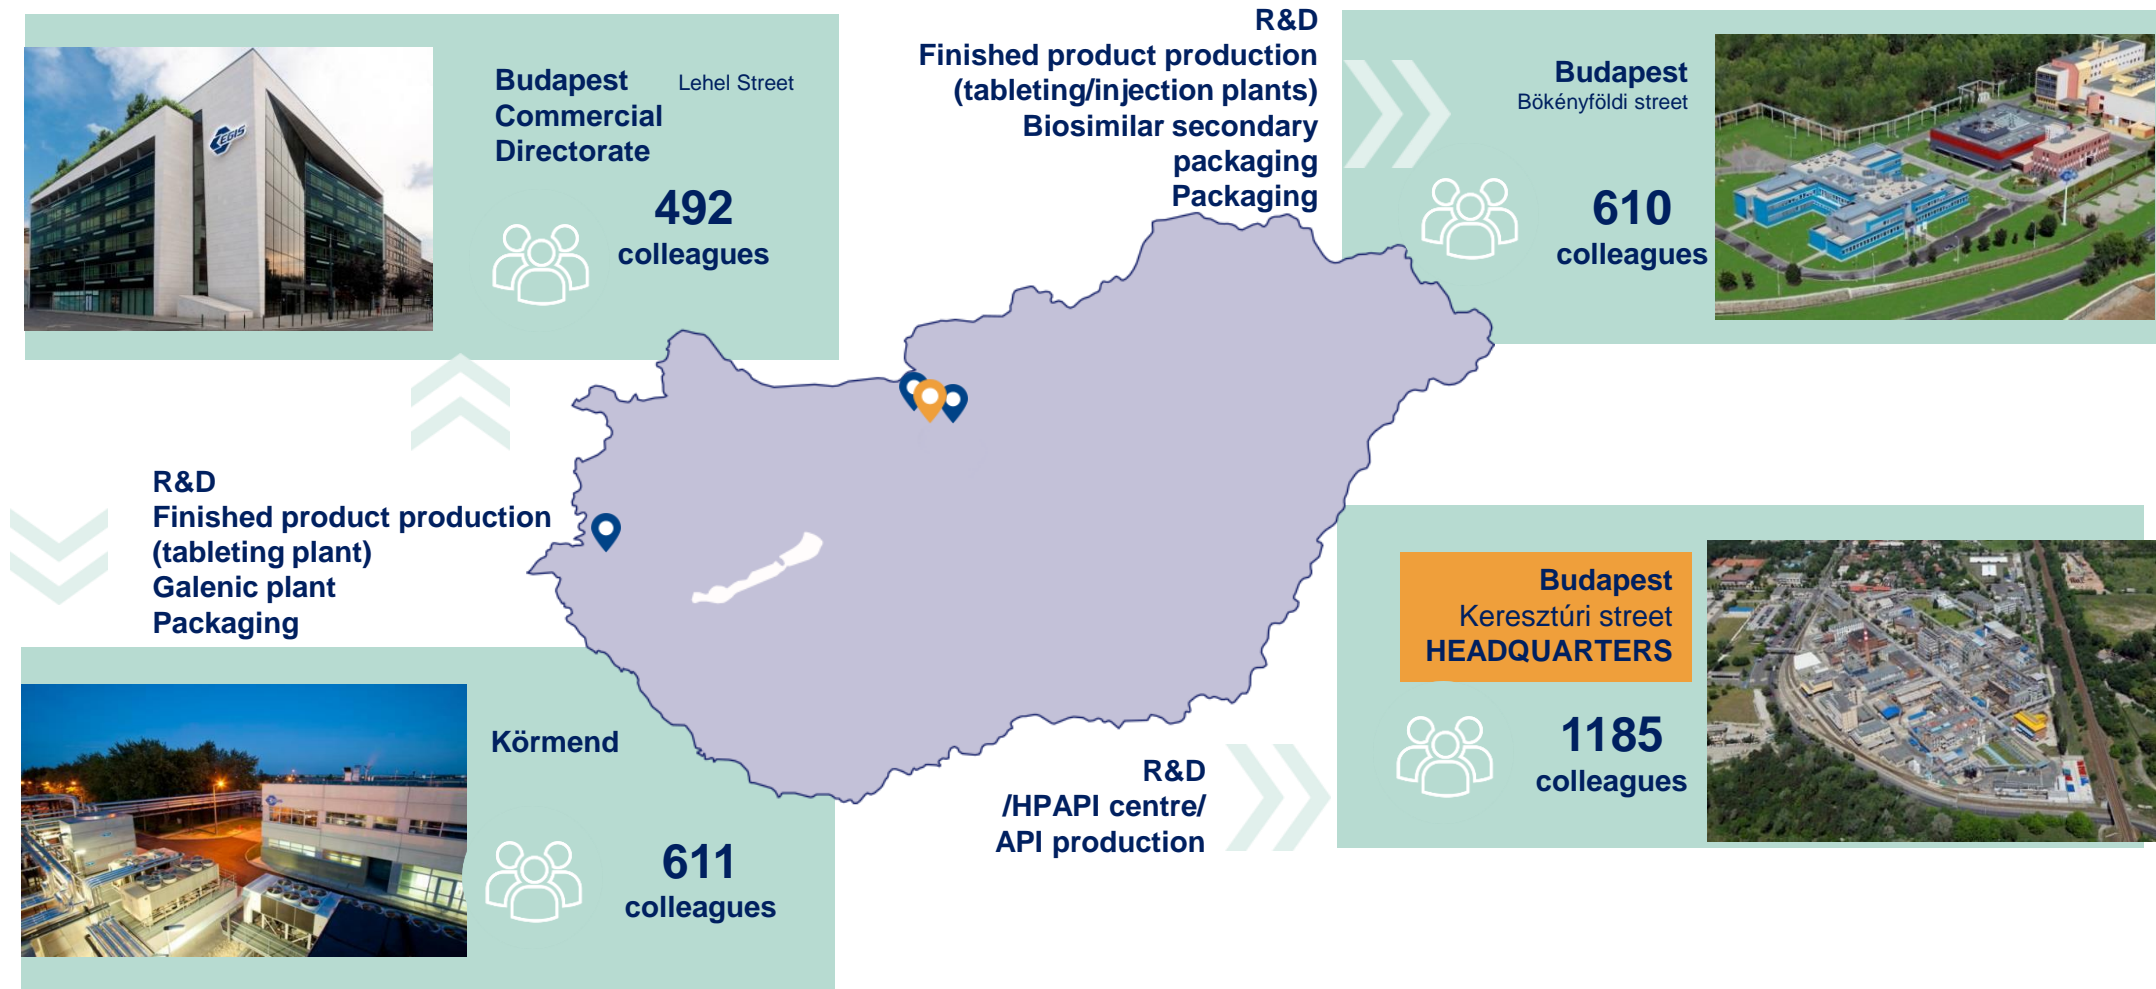 EGIS
Budapest Lehel Street
Commercial
Directorate
492
colleagues
R&D
Finished product production
(tableting/injection plants)
Biosimilar secondary
packaging
Packaging
Budapest
Bökényföldi street
610
colleagues
R&D
Finished product production
(tableting plant)
Galenic plant
Packaging
Körmend
611
colleagues
R&D
/HPAPI centre/
API production
Budapest
Keresztúri street
HEADQUARTERS
1185
colleagues